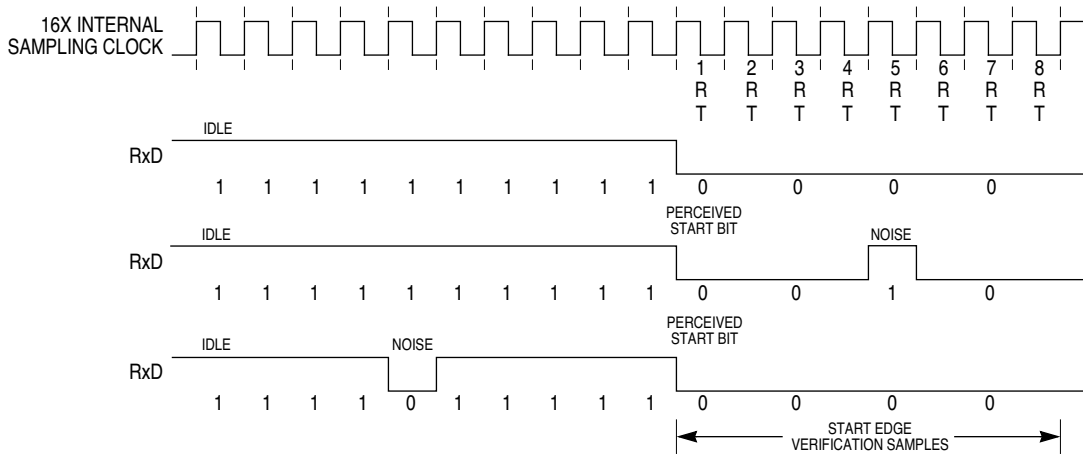 16X INTERNAL
SAMPLING CLOCK
1 2 3 4 5 6 7 8
R R R R R R R R
T T T T T T T T
IDLE
RxD
1 1 1 1 1 1 1 1 1 1 0 0 0 0
PERCEIVED
START BIT
IDLE
NOISE
RxD
1 1 1 1 1 1 1 1 1 1 0 0 1 0
PERCEIVED
START BIT
IDLE
NOISE
RxD
1 1 1 1 0 1 1 1 1 1 0 0 0 0
START EDGE
VERIFICATION SAMPLES